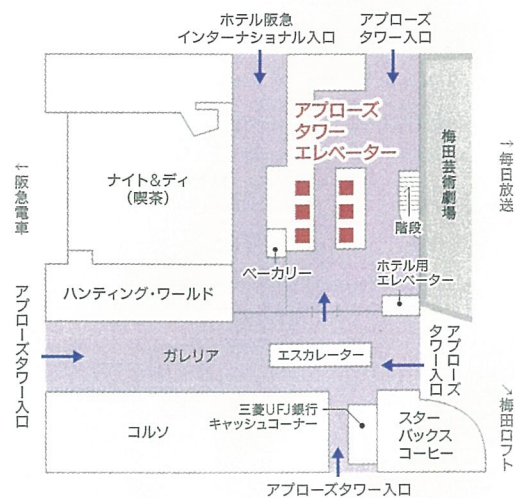 ホテル阪急
インターナショナル入口
アプローズ
タワー入口
アプローズ
タワー
エレベーター
梅田芸術劇場
↑毎日放送
↑阪急電車
ナイト&デイ
(喫茶)
階段
ベーカリー
ホテル用
エレベーター
ハンティング・ワールド
アプローズタワー入口
ガレリア
エスカレーター
アプローズ
タワー入口
三菱UFJ銀行
キャッシュコーナー
コルソ
スター
バックス
コーヒー
↗梅田ロフト
アプローズタワー入口